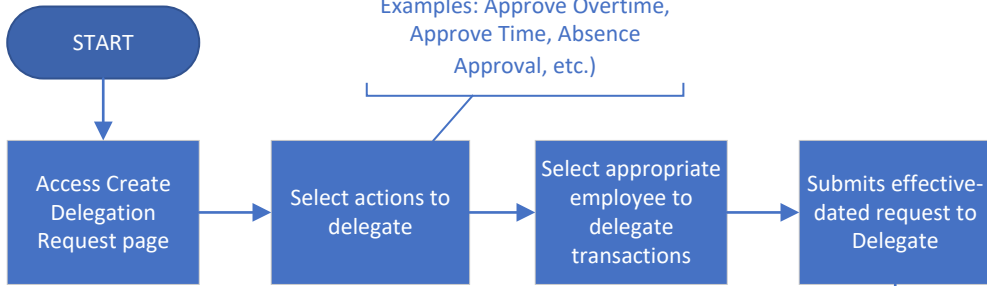 Examples: Approve Overtime,
Approve Time, Absence
Approval, etc.)
START
Access Create
Delegation
Request page
Select actions to
delegate
Select appropriate
employee to
delegate
transactions
Submits effective-
dated request to
Delegate